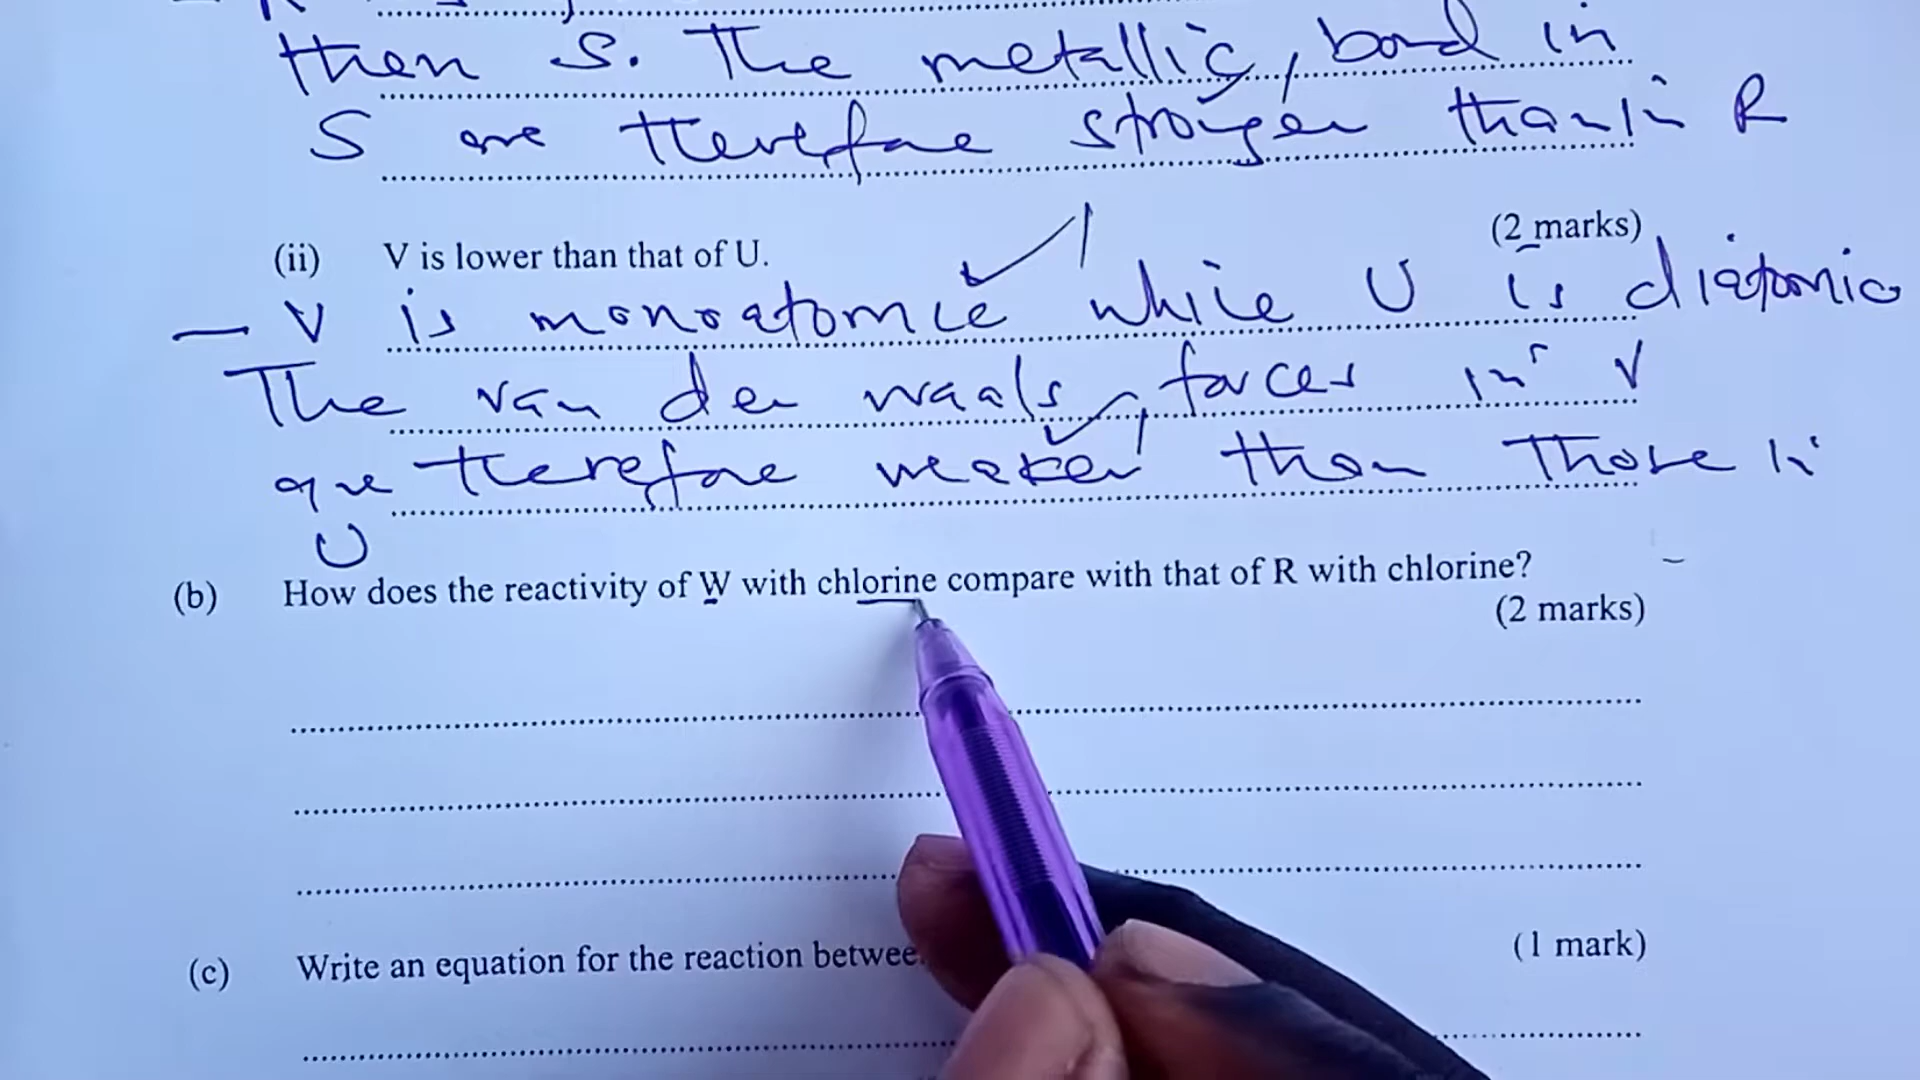 then S. The metallic, bond in
S are therefore stronger than in R
(ii) V is lower than that of U. (2 marks)
— V is monoatomic while U is diatomic
The van der waals forces in V
are therefore weaker than those in
U
(b) How does the reactivity of W with chlorine compare with that of R with chlorine?
(2 marks)
(c) Write an equation for the reaction (1 mark)